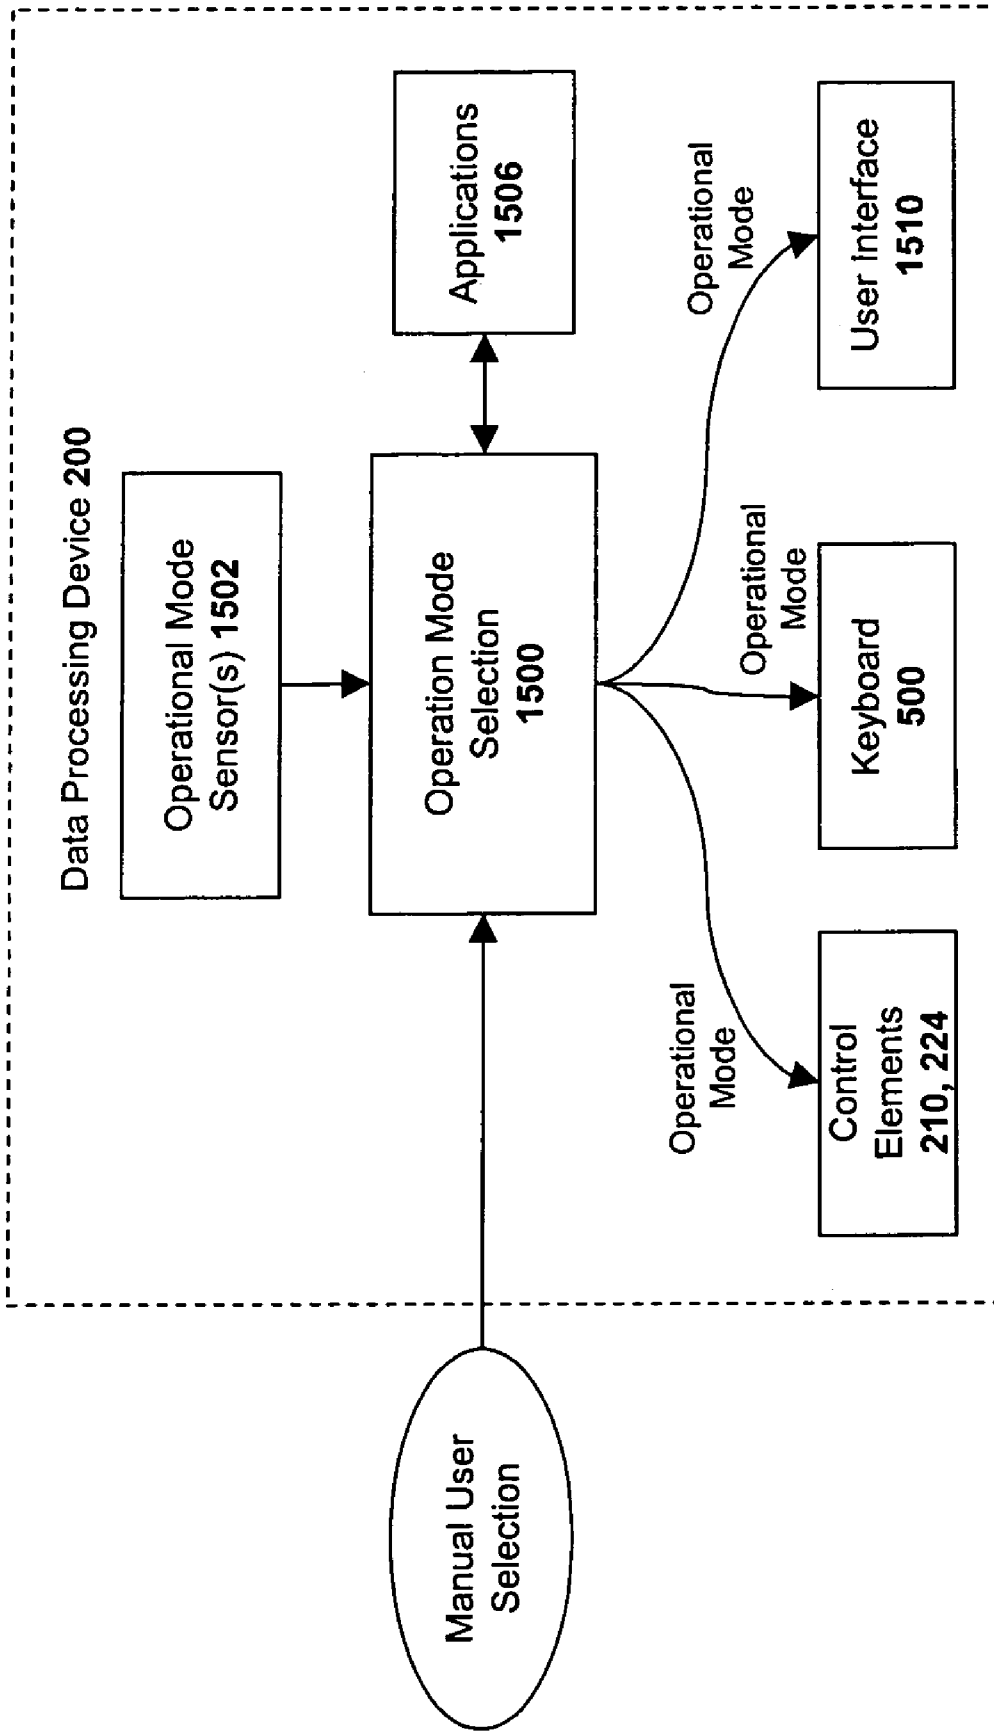 Data Processing Device 200
Operational Mode
Sensor(s) 1502
Manual User
Selection
Operation Mode
Selection
1500
Applications
1506
Operational
Mode
Operational
Mode
Operational
Mode
Control
Elements
210, 224
Keyboard
500
User Interface
1510